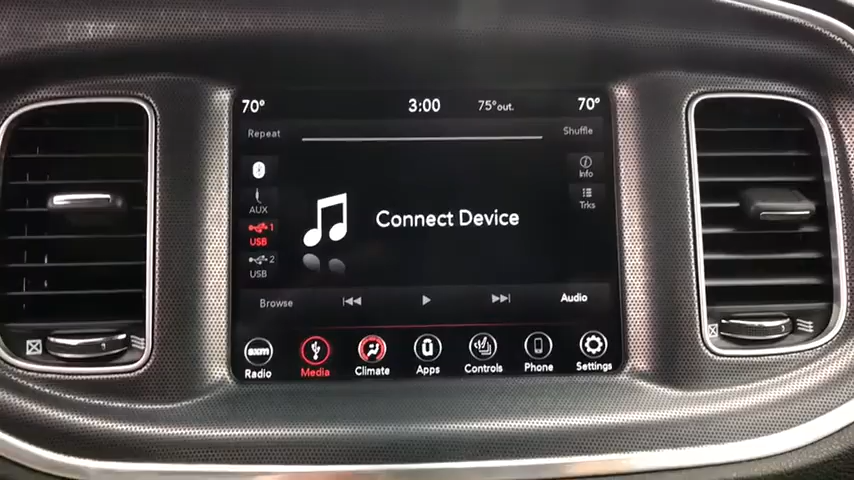 70° 3:00 75°out. 70°
Repeat Shuffle
Info
AUX
Trks
1
USB
Connect Device
2
USB
Browse Audio
sxm
Radio Media Climate Apps Controls Phone Settings